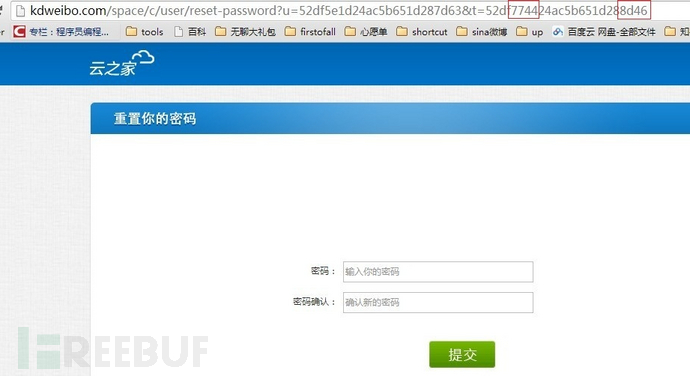 kdweibo.com/space/c/user/reset-password?u=52df5e1d24ac5b651d287d63&t=52df774424ac5b651d288d46
er 专栏：程序员编程... tools 百科 无聊大礼包 firstofall 心愿单 shortcut sina微博 up 百度云 网盘-全部文件 知
云之家
重置你的密码
密码： 输入你的密码
密码确认： 确认新的密码
FREEBUF
提交